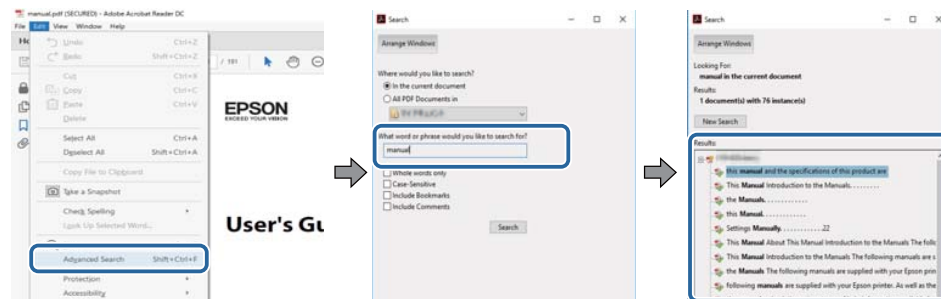 manual.pdf (SECURED) - Adobe Acrobat Reader DC
File Edit View Window Help
Undo Ctrl+Z
Redo Shift+Ctrl+Z
Cut Ctrl+X
Copy Ctrl+C
Paste Ctrl+V
Delete
Select All Ctrl+A
Deselect All Shift+Ctrl+A
Copy File to Clipboard
Take a Snapshot
Check Spelling
Look Up Selected Word...
Advanced Search Shift+Ctrl+F
Protection
Accessibility
/ 191
EPSON
EXCEED YOUR VISION
User's Gu
Search
Arrange Windows
Where would you like to search?
In the current document
All PDF Documents in
What word or phrase would you like to search for?
manual
Whole words only
Case-Sensitive
Include Bookmarks
Include Comments
Search
Search
Arrange Windows
Looking For:
manual in the current document
Results:
1 document(s) with 76 instance(s)
New Search
Results:
this manual and the specifications of this product are
This Manual Introduction to the Manuals.........
the Manuals.............
this Manual.............
Settings Manually.............22
This Manual About This Manual Introduction to the Manuals The follo
This Manual Introduction to the Manuals The following manuals are s
the Manuals The following manuals are supplied with your Epson prin
following manuals are supplied with your Epson printer. As well as the